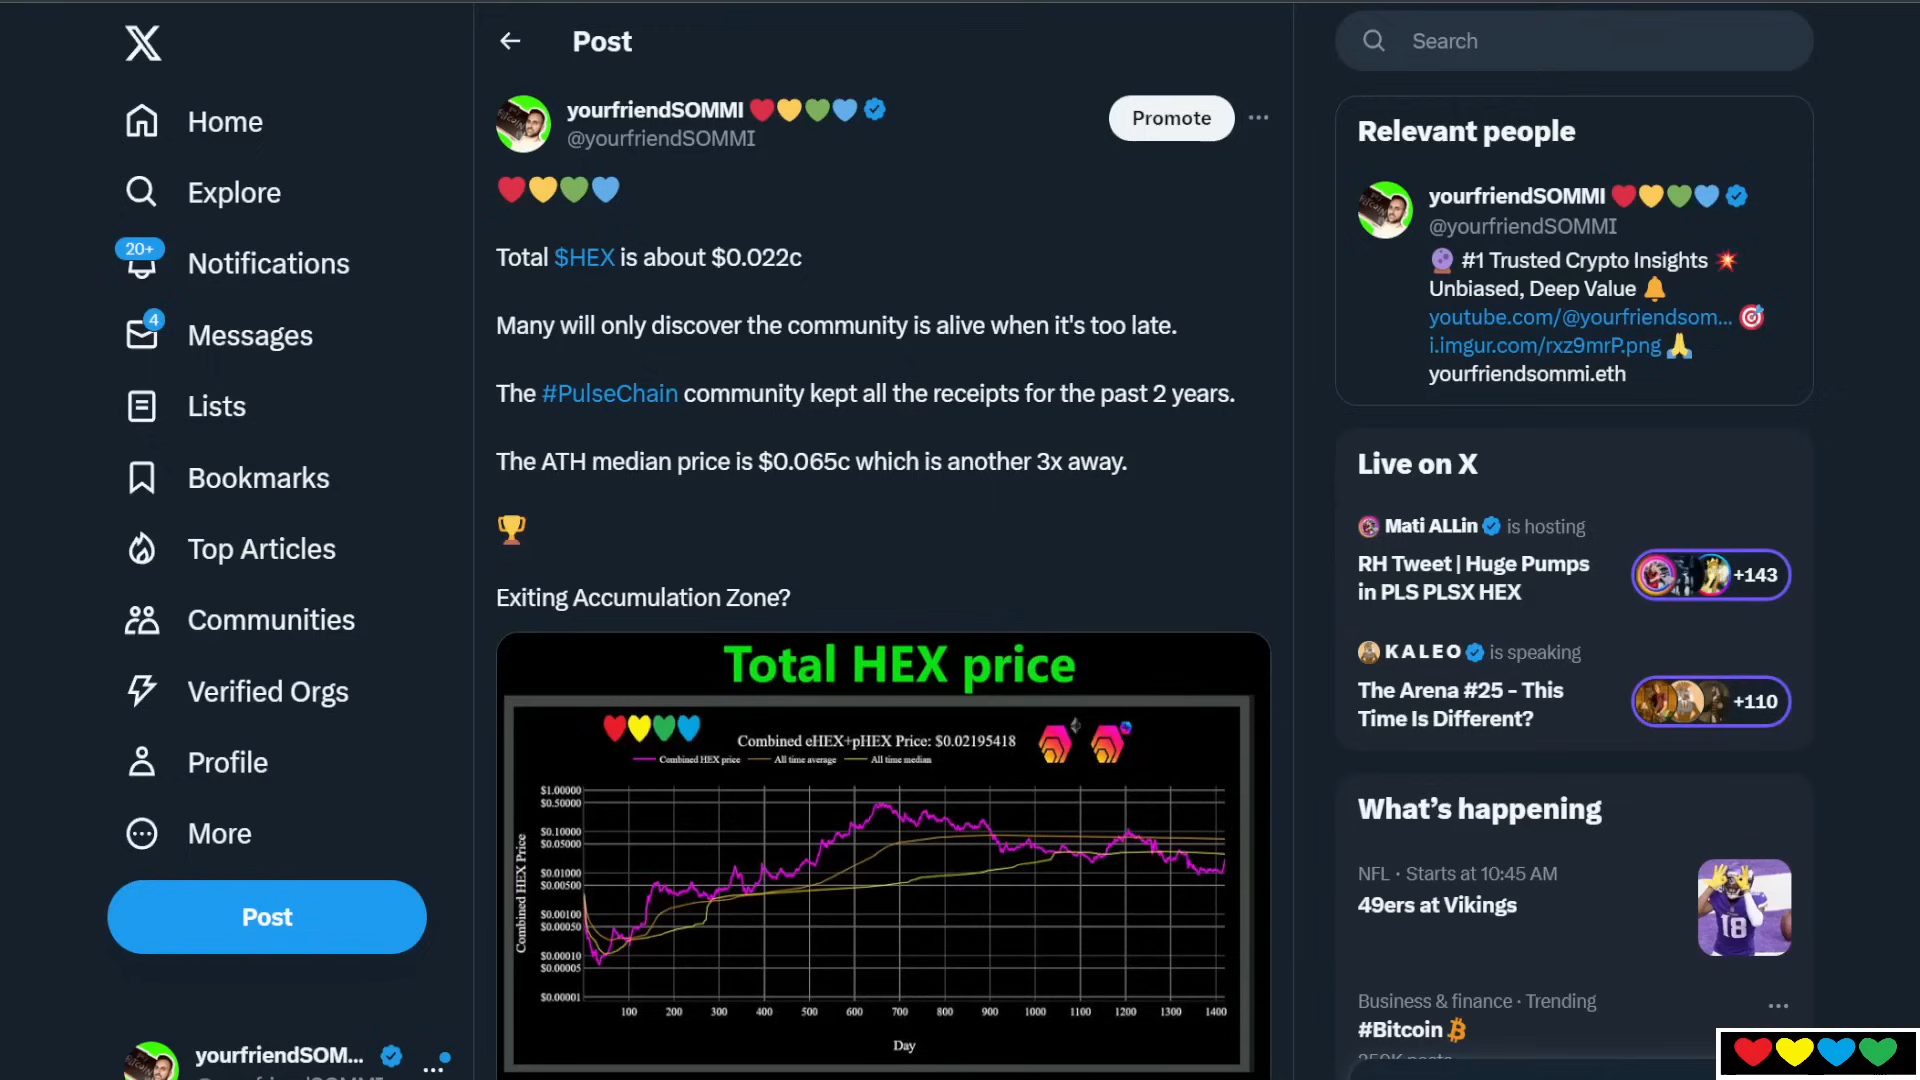 Home
Explore
20+
Notifications
4
Messages
Lists
Bookmarks
Top Articles
Communities
Verified Orgs
Profile
More
Post
yourfriendSOM...
Post
yourfriendSOMMI
@yourfriendSOMMI
Promote
Total $HEX is about $0.022c
Many will only discover the community is alive when it's too late.
The #PulseChain community kept all the receipts for the past 2 years.
The ATH median price is $0.065c which is another 3x away.
Exiting Accumulation Zone?
Total HEX price
Combined eHEX+pHEX Price: $0.02195418
Combined HEX price All time average All time median
Combined HEX Price
$1.00000
$0.50000
$0.10000
$0.05000
$0.01000
$0.00500
$0.00100
$0.00050
$0.00010
$0.00005
$0.00001
100 200 300 400 500 600 700 800 900 1000 1100 1200 1300 1400
Day
Search
Relevant people
yourfriendSOMMI
@yourfriendSOMMI
#1 Trusted Crypto Insights
Unbiased, Deep Value
youtube.com/@yourfriendsom...
i.imgur.com/rxz9mrP.png
yourfriendsommi.eth
Live on X
Mati ALLin is hosting
RH Tweet | Huge Pumps
in PLS PLSX HEX
+143
KALEO is speaking
The Arena #25 - This
Time Is Different?
+110
What's happening
NFL · Starts at 10:45 AM
49ers at Vikings
18
Business & finance · Trending
#Bitcoin